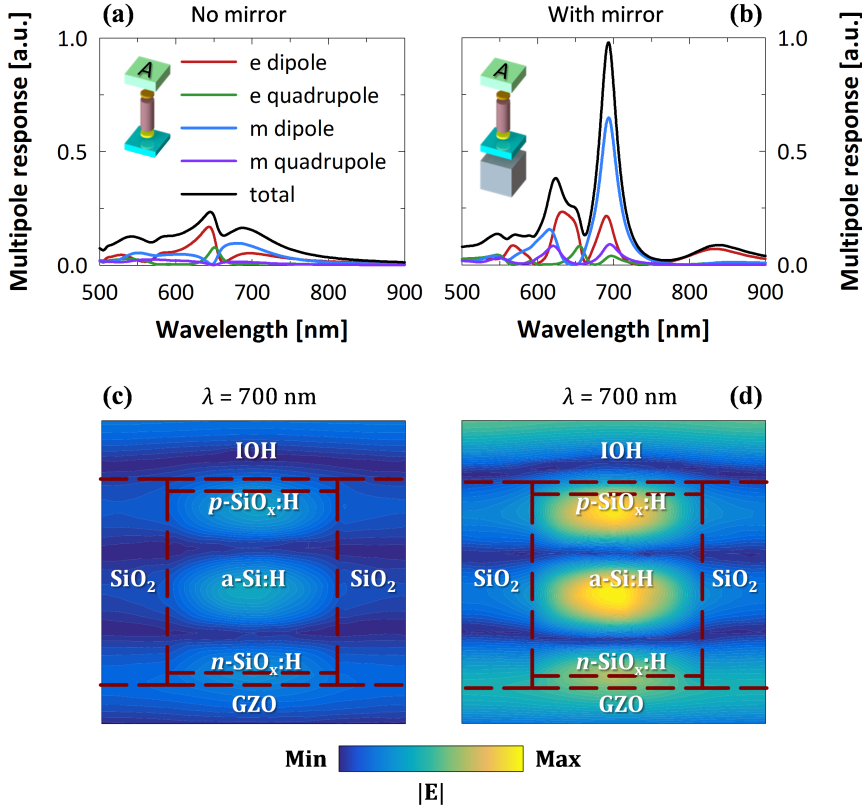 (a) No mirror
With mirror (b)
Multipole response [a.u.]
1.0
0.5
0.0
A
e dipole
e quadrupole
m dipole
m quadrupole
total
500 600 700 800 900
Wavelength [nm]
A
1.0
0.5
0.0
Multipole response [a.u.]
500 600 700 800 900
Wavelength [nm]
(c) λ = 700 nm
λ = 700 nm (d)
IOH
p-SiOₓ:H
SiO₂ a-Si:H SiO₂
n-SiOₓ:H
GZO
IOH
p-SiOₓ:H
SiO₂ a-Si:H SiO₂
n-SiOₓ:H
GZO
Min Max
|E|